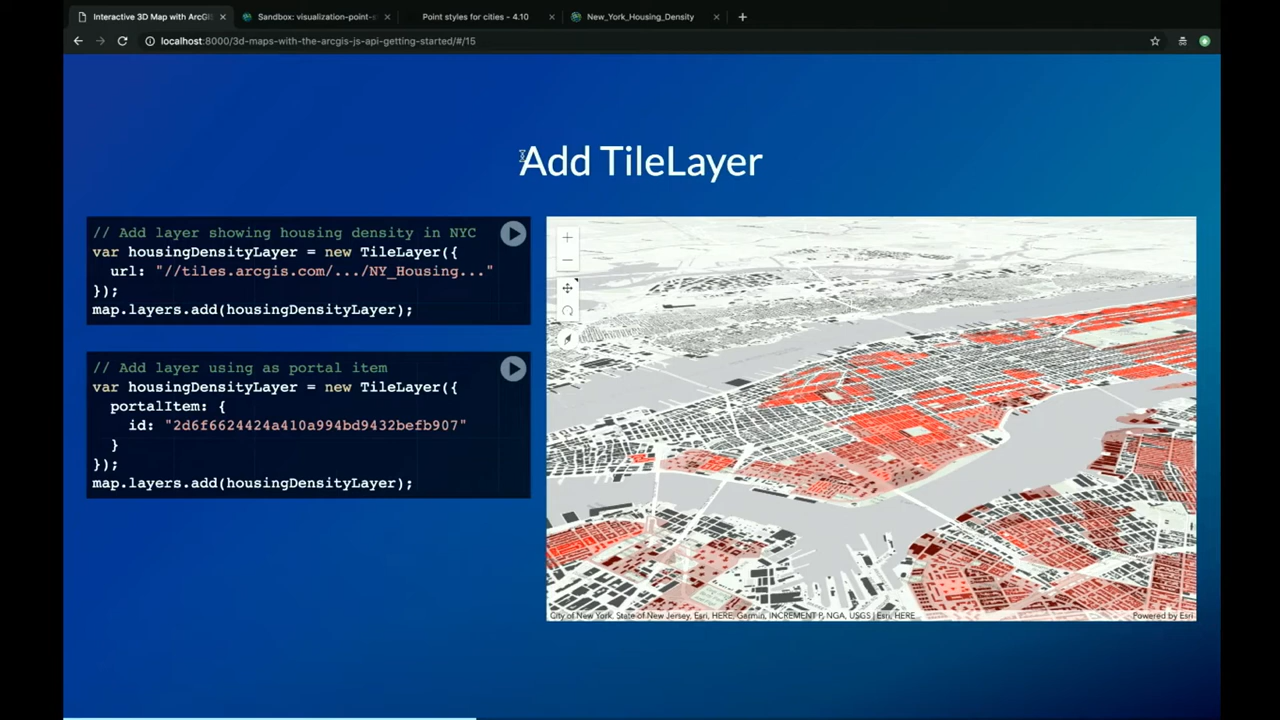 Interactive 3D Map with ArcGI
Sandbox: visualization-point-s
Point styles for cities - 4.10
New_York_Housing_Density
localhost:8000/3d-maps-with-the-arcgis-js-api-getting-started/#/15
Add TileLayer
// Add layer showing housing density in NYC
var housingDensityLayer = new TileLayer({
url: "//tiles.arcgis.com/.../NY_Housing..."
});
map.layers.add(housingDensityLayer);
// Add layer using as portal item
var housingDensityLayer = new TileLayer({
portalItem: {
id: "2d6f6624424a410a994bd9432befb907"
}
});
map.layers.add(housingDensityLayer);
City of New York, State of New Jersey, Esri, HERE, Garmin, INCREMENT P, NGA, USGS | Esri, HERE
Powered by Esri